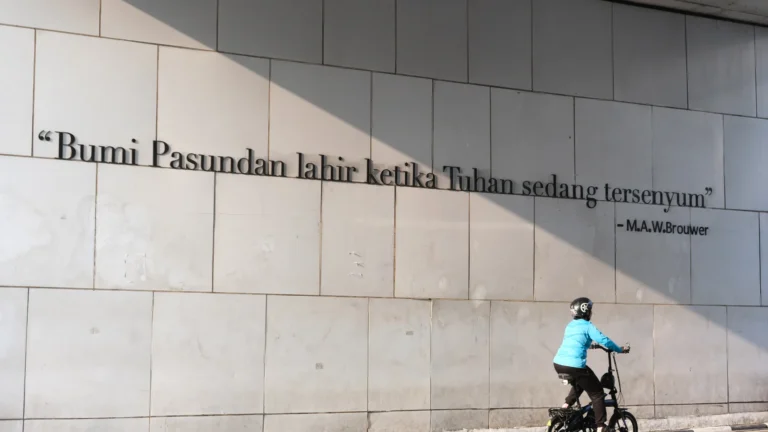 “Bumi Pasundan lahir ketika Tuhan sedang tersenyum”
– M.A.W.Brouwer